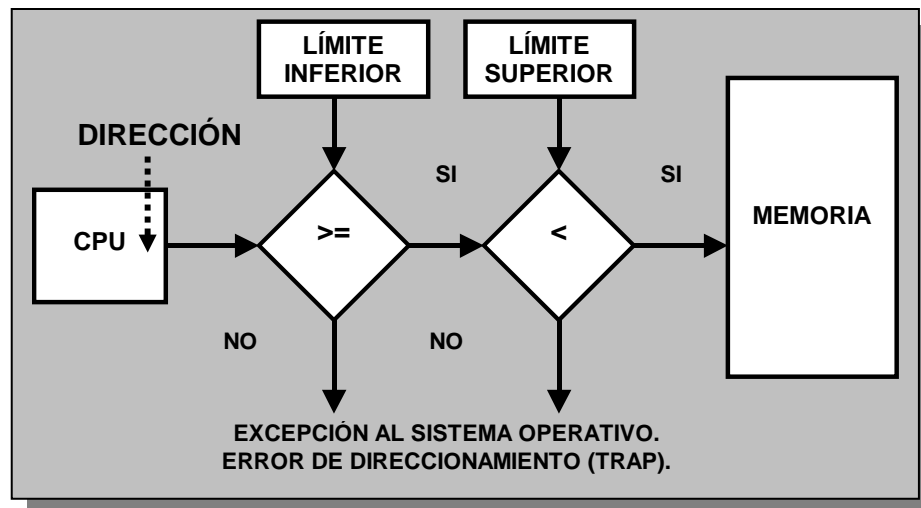 LÍMITE
INFERIOR
LÍMITE
SUPERIOR
DIRECCIÓN
CPU
>=
SI
<
SI
MEMORIA
NO
NO
EXCEPCIÓN AL SISTEMA OPERATIVO.
ERROR DE DIRECCIONAMIENTO (TRAP).